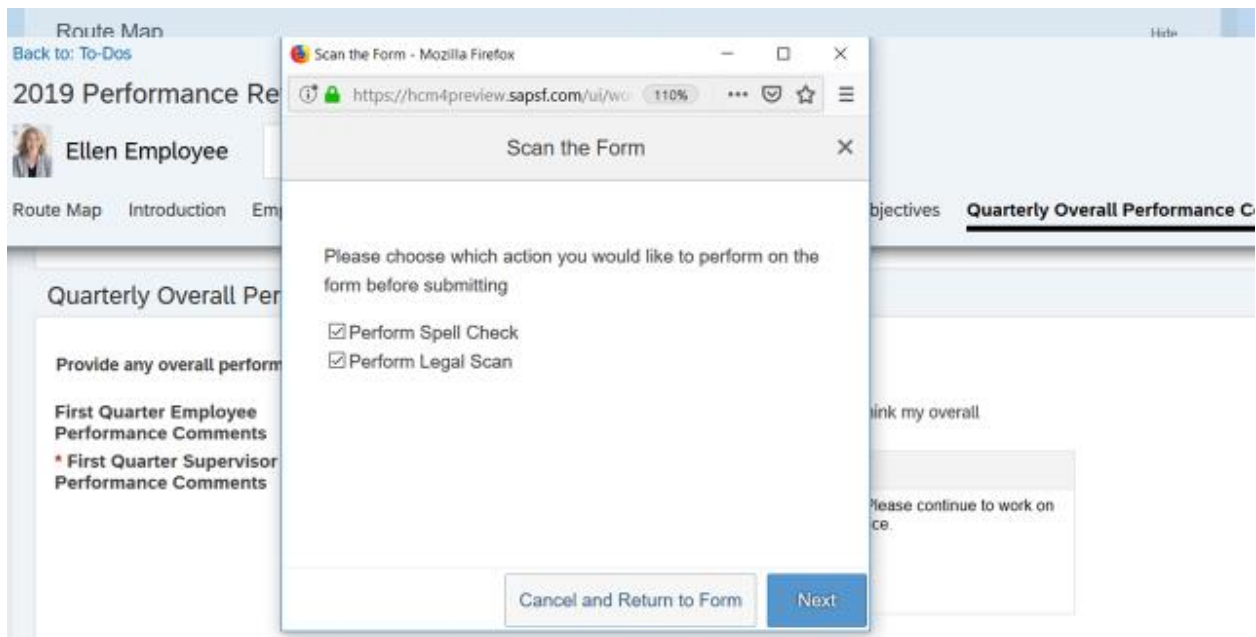 Route Map
Hide
Back to: To-Dos
Scan the Form - Mozilla Firefox
2019 Performance Re
https://hcm4preview.sapsf.com/ui/wo
110%
Ellen Employee
Scan the Form
Route Map Introduction Em
bjectives Quarterly Overall Performance C
Please choose which action you would like to perform on the
form before submitting
Quarterly Overall Per
Perform Spell Check
Perform Legal Scan
Provide any overall perform
First Quarter Employee
Performance Comments
ink my overall
* First Quarter Supervisor
Performance Comments
Please continue to work on
ice.
Cancel and Return to Form
Next